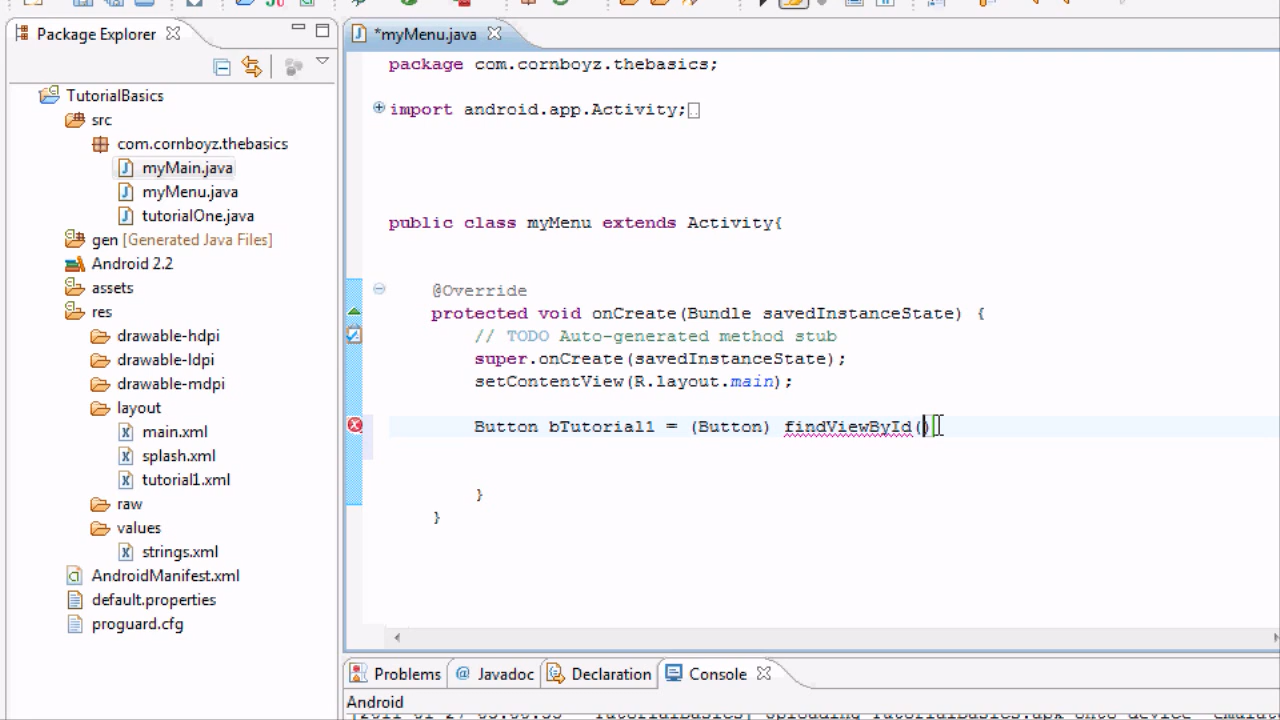 Package Explorer
TutorialBasics
src
com.cornboyz.thebasics
myMain.java
myMenu.java
tutorialOne.java
gen [Generated Java Files]
Android 2.2
assets
res
drawable-hdpi
drawable-ldpi
drawable-mdpi
layout
main.xml
splash.xml
tutorial1.xml
raw
values
strings.xml
AndroidManifest.xml
default.properties
proguard.cfg
*myMenu.java
package com.cornboyz.thebasics;
import android.app.Activity;
public class myMenu extends Activity{
@Override
protected void onCreate(Bundle savedInstanceState) {
// TODO Auto-generated method stub
super.onCreate(savedInstanceState);
setContentView(R.layout.main);
Button bTutorial1 = (Button) findViewById()
}
}
Problems @ Javadoc Declaration Console
Android